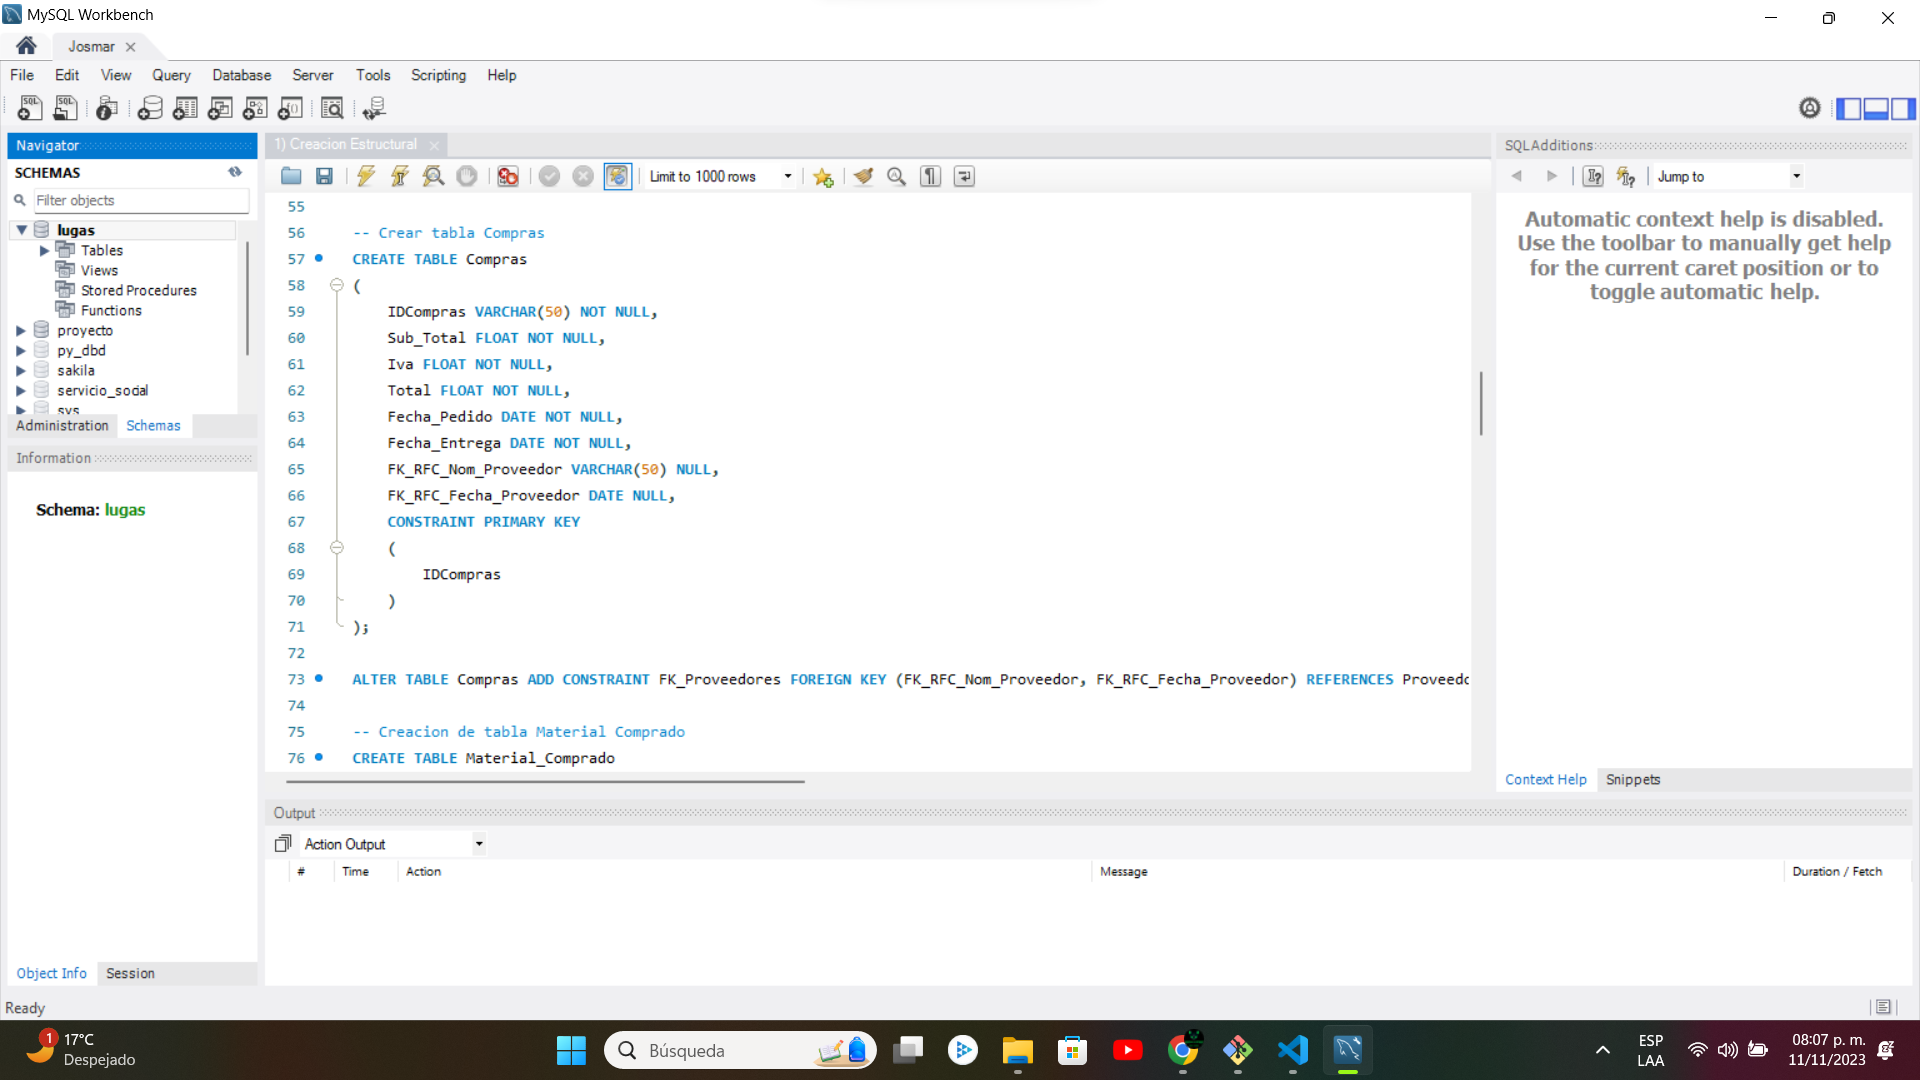 MySQL Workbench
Josmar
File Edit View Query Database Server Tools Scripting Help
Navigator
SCHEMAS
Filter objects
lugas
Tables
Views
Stored Procedures
Functions
proyecto
py_dbd
sakila
servicio_social
sys
Administration Schemas
Information
Schema: lugas
Object Info Session
Ready
1) Creacion Estructural
Limit to 1000 rows
55
56 -- Crear tabla Compras
57 CREATE TABLE Compras
58 (
59 IDCompras VARCHAR(50) NOT NULL,
60 Sub_Total FLOAT NOT NULL,
61 Iva FLOAT NOT NULL,
62 Total FLOAT NOT NULL,
63 Fecha_Pedido DATE NOT NULL,
64 Fecha_Entrega DATE NOT NULL,
65 FK_RFC_Nom_Proveedor VARCHAR(50) NULL,
66 FK_RFC_Fecha_Proveedor DATE NULL,
67 CONSTRAINT PRIMARY KEY
68 (
69 IDCompras
70 )
71 );
72
73 ALTER TABLE Compras ADD CONSTRAINT FK_Proveedores FOREIGN KEY (FK_RFC_Nom_Proveedor, FK_RFC_Fecha_Proveedor) REFERENCES Proveedo
74
75 -- Creacion de tabla Material Comprado
76 CREATE TABLE Material_Comprado
SQLAdditions
Jump to
Automatic context help is disabled.
Use the toolbar to manually get help
for the current caret position or to
toggle automatic help.
Context Help Snippets
Output
Action Output
# Time Action Message Duration / Fetch
1
17°C
Despejado
Búsqueda
ESP
LAA
08:07 p. m.
11/11/2023